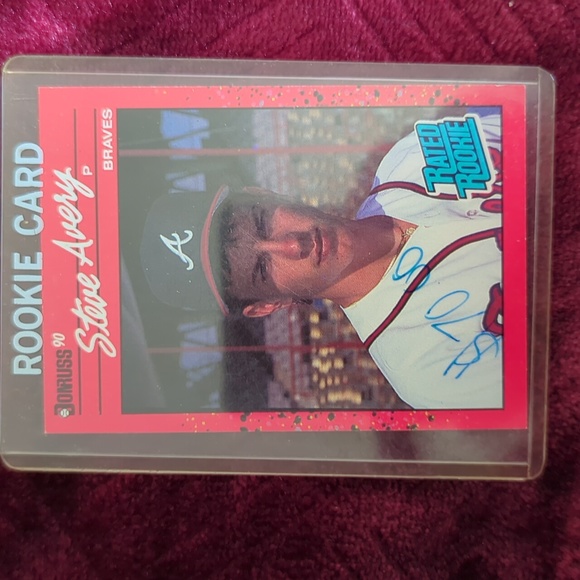 ROOKIE CARD
DONRUSS '90
Steve Avery
P
BRAVES
A
RATED
ROOKIE